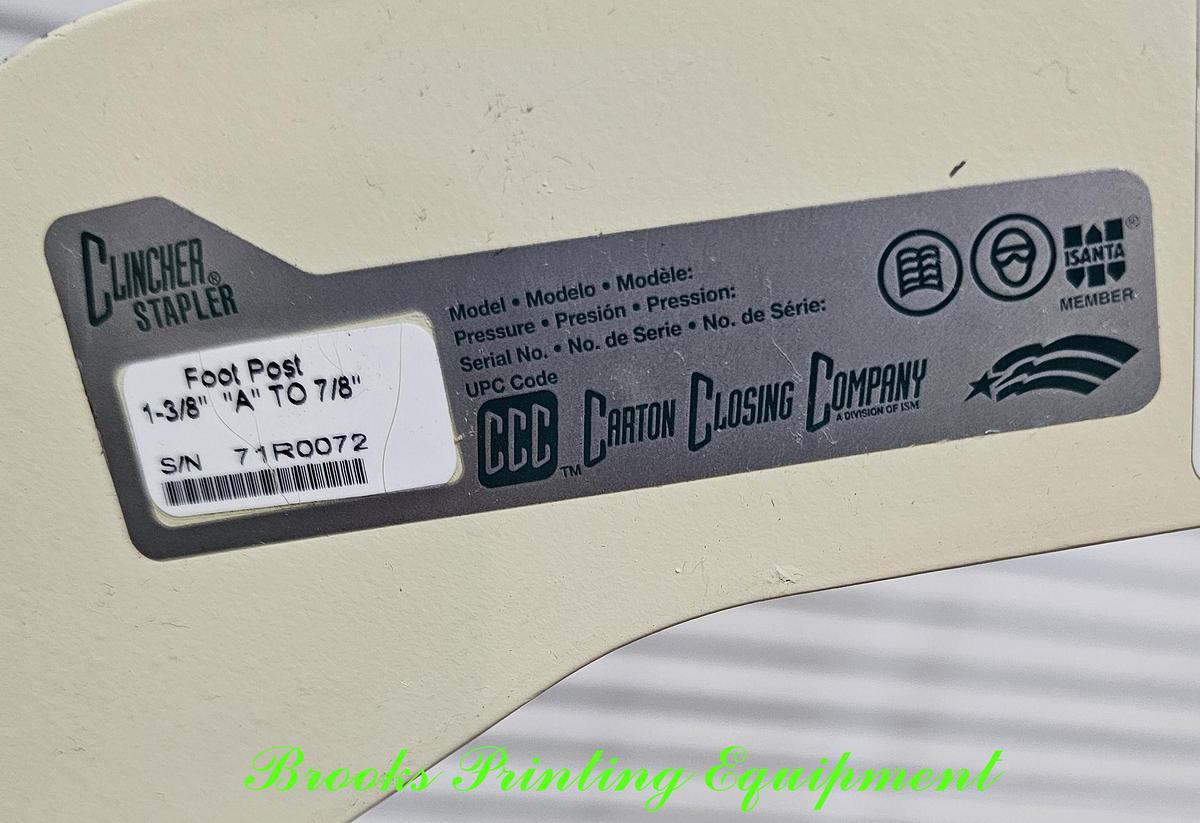 CLINCHER®
STAPLER
Foot Post
1-3/8" "A" TO 7/8"
S/N 71R0072
Model • Modelo • Modèle:
Pressure • Presión • Pression:
Serial No. • No. de Serie • No. de Série:
UPC Code
CCC™ CARTON CLOSING COMPANY
A DIVISION OF ISM
ISANTA®
MEMBER
Brooks Printing Equipment